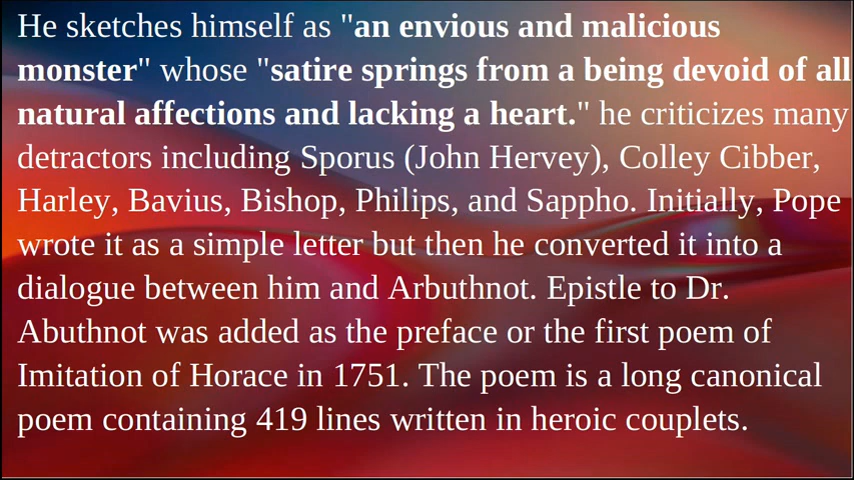 He sketches himself as "an envious and malicious
monster" whose "satire springs from a being devoid of all
natural affections and lacking a heart." he criticizes many
detractors including Sporus (John Hervey), Colley Cibber,
Harley, Bavius, Bishop, Philips, and Sappho. Initially, Pope
wrote it as a simple letter but then he converted it into a
dialogue between him and Arbuthnot. Epistle to Dr.
Abuthnot was added as the preface or the first poem of
Imitation of Horace in 1751. The poem is a long canonical
poem containing 419 lines written in heroic couplets.